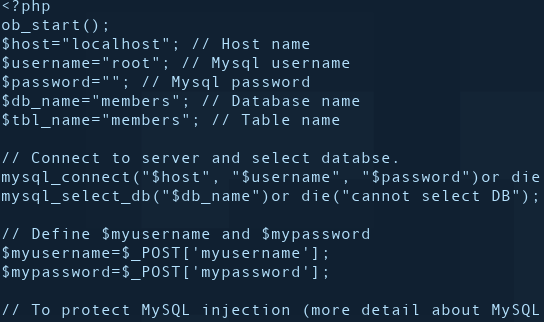 <?php
ob_start();
$host="localhost"; // Host name
$username="root"; // Mysql username
$password=""; // Mysql password
$db_name="members"; // Database name
$tbl_name="members"; // Table name

// Connect to server and select databse.
mysql_connect("$host", "$username", "$password")or die
mysql_select_db("$db_name")or die("cannot select DB");

// Define $myusername and $mypassword
$myusername=$_POST['myusername'];
$mypassword=$_POST['mypassword'];

// To protect MySQL injection (more detail about MySQL